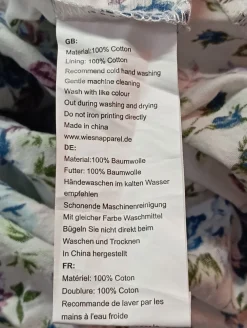 GB:
Material:100% Cotton
Lining: 100% Cotton
Recommend cold hand washing
Gentle machine cleaning
Wash with like colour
Out during washing and drying
Do not iron printing directly
Made in china
www.wiesnapparel.de
DE:
Material:100% Baumwolle
Futter: 100% Baumwolle
Händewaschen im kalten Wasser
empfehlen
Schonende Maschinenreinigung
Mit gleicher Farbe Waschmittel
Bügeln Sie nicht direkt beim
Waschen und Trocknen
In China hergestellt
FR:
Matériel: 100% Coton
Doublure: 100% Coton
Recommande de laver par les
mains à l'eau froide